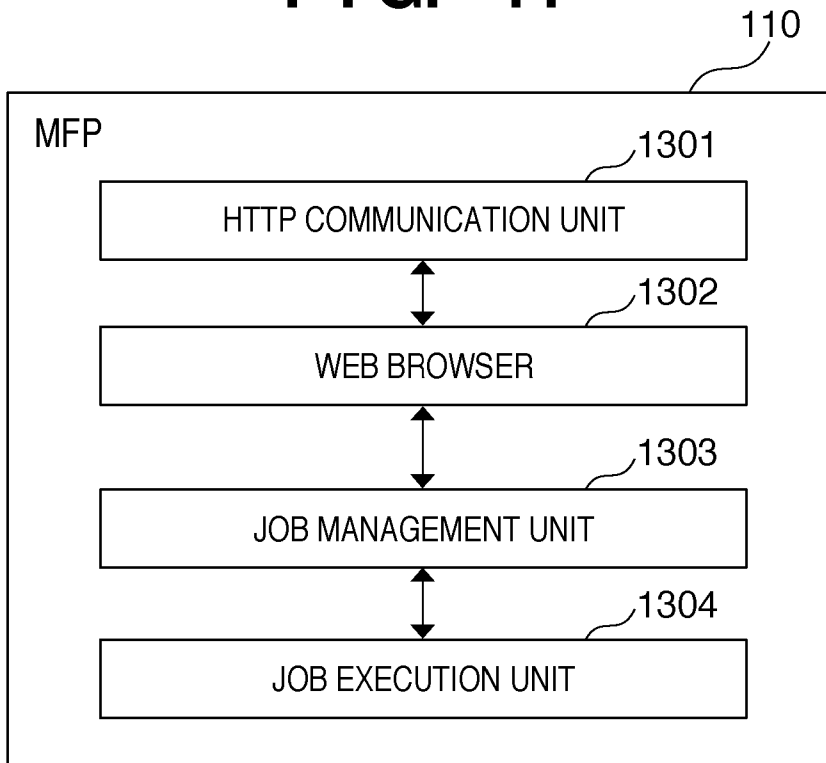 110
MFP
1301
HTTP COMMUNICATION UNIT
1302
WEB BROWSER
1303
JOB MANAGEMENT UNIT
1304
JOB EXECUTION UNIT